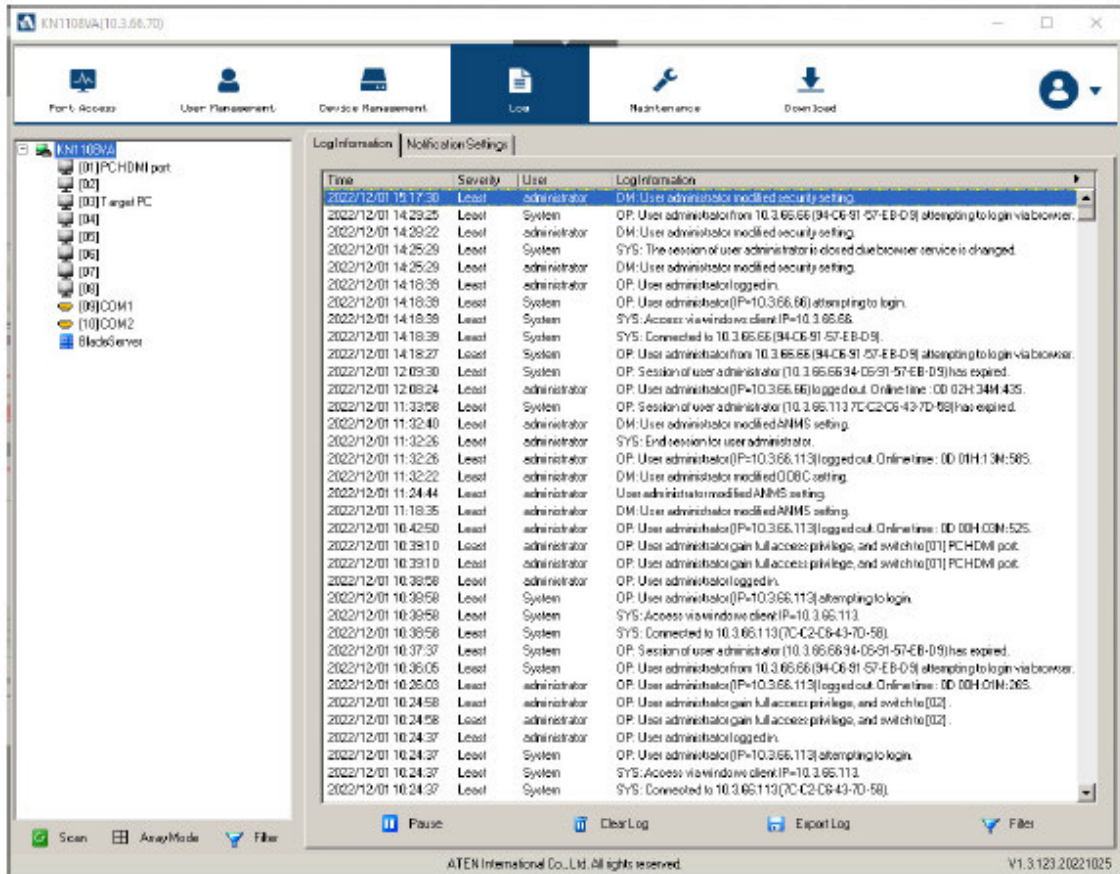 KN1108VA(10.3.66.70)
Port Access
User Management
Device Management
Log
Maintenance
Download
KN1108VA
[01]PC HDMI port
[02]
[03]Target PC
[04]
[05]
[06]
[07]
[08]
[09]COM1
[10]COM2
BladeServer
Scan
Array Mode
Filter
Log Information
Notification Settings
Time Severity User Log Information
2022/12/01 15:17:30 Least administrator DM: User administrator modified security setting.
2022/12/01 14:29:25 Least System OP: User administrator from 10.3.66.66 (94-C6-91-57-EB-D9) attempting to login via browser.
2022/12/01 14:29:22 Least administrator DM: User administrator modified security setting.
2022/12/01 14:25:29 Least System SYS: The session of user administrator is closed due browser service is changed.
2022/12/01 14:25:29 Least administrator DM: User administrator modified security setting.
2022/12/01 14:18:39 Least administrator OP: User administrator logged in.
2022/12/01 14:18:39 Least System OP: User administrator(IP=10.3.66.66) attempting to login.
2022/12/01 14:18:39 Least System SYS: Access via windows client IP=10.3.66.66.
2022/12/01 14:18:39 Least System SYS: Connected to 10.3.66.66 (94-C6-91-57-EB-D9).
2022/12/01 14:18:27 Least System OP: User administrator from 10.3.66.66 (94-C6-91-57-EB-D9) attempting to login via browser.
2022/12/01 12:09:30 Least System OP: Session of user administrator (10.3.66.66 94-C6-91-57-EB-D9) has expired.
2022/12/01 12:08:24 Least administrator OP: User administrator(IP=10.3.66.66) logged out. Online time : 0D 02H:34M:43S.
2022/12/01 11:33:58 Least System OP: Session of user administrator (10.3.66.113 7C-C2-C6-43-7D-58) has expired.
2022/12/01 11:32:40 Least administrator DM: User administrator modified ANMS setting.
2022/12/01 11:32:26 Least administrator SYS: End session for user administrator.
2022/12/01 11:32:26 Least administrator OP: User administrator(IP=10.3.66.113) logged out. Online time : 0D 01H:13M:58S.
2022/12/01 11:32:22 Least administrator DM: User administrator modified ODBC setting.
2022/12/01 11:24:44 Least administrator User administrator modified ANMS setting.
2022/12/01 11:18:35 Least administrator DM: User administrator modified ANMS setting.
2022/12/01 10:42:50 Least administrator OP: User administrator(IP=10.3.66.113) logged out. Online time : 0D 00H:03M:52S.
2022/12/01 10:39:10 Least administrator OP: User administrator gain full access privilege, and switch to [01] PC HDMI port.
2022/12/01 10:39:10 Least administrator OP: User administrator gain full access privilege, and switch to [01] PC HDMI port.
2022/12/01 10:38:58 Least administrator OP: User administrator logged in.
2022/12/01 10:38:58 Least System OP: User administrator(IP=10.3.66.113) attempting to login.
2022/12/01 10:38:58 Least System SYS: Access via windows client IP=10.3.66.113.
2022/12/01 10:38:58 Least System SYS: Connected to 10.3.66.113 (7C-C2-C6-43-7D-58).
2022/12/01 10:37:37 Least System OP: Session of user administrator (10.3.66.66 94-C6-91-57-EB-D9) has expired.
2022/12/01 10:36:05 Least System OP: User administrator from 10.3.66.66 (94-C6-91-57-EB-D9) attempting to login via browser.
2022/12/01 10:26:03 Least administrator OP: User administrator(IP=10.3.66.113) logged out. Online time : 0D 00H:01M:26S.
2022/12/01 10:24:58 Least administrator OP: User administrator gain full access privilege, and switch to [02] .
2022/12/01 10:24:58 Least administrator OP: User administrator gain full access privilege, and switch to [02] .
2022/12/01 10:24:37 Least administrator OP: User administrator logged in.
2022/12/01 10:24:37 Least System OP: User administrator(IP=10.3.66.113) attempting to login.
2022/12/01 10:24:37 Least System SYS: Access via windows client IP=10.3.66.113.
2022/12/01 10:24:37 Least System SYS: Connected to 10.3.66.113 (7C-C2-C6-43-7D-58).
Pause
Clear Log
Export Log
Filter
ATEN International Co., Ltd. All rights reserved.
V1.3.123.20221025